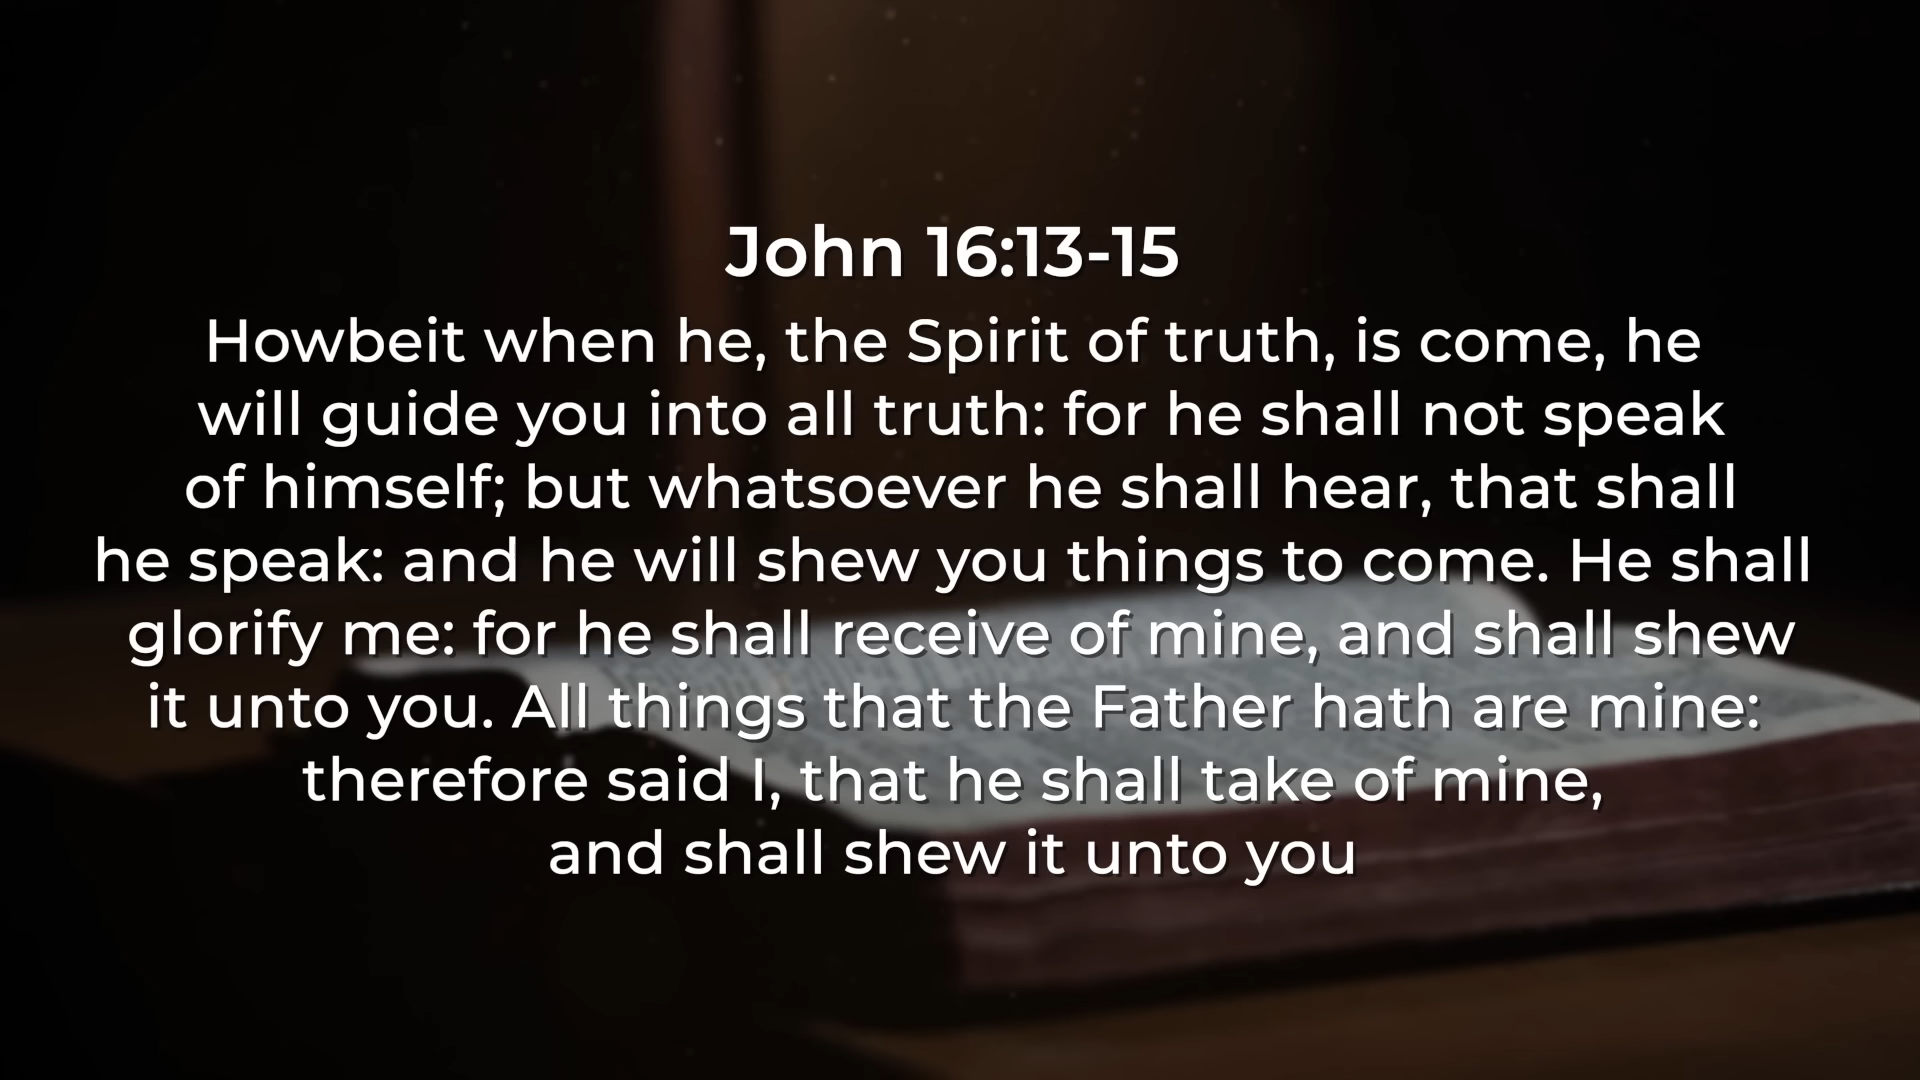 John 16:13-15
Howbeit when he, the Spirit of truth, is come, he
will guide you into all truth: for he shall not speak
of himself; but whatsoever he shall hear, that shall
he speak: and he will shew you things to come. He shall
glorify me: for he shall receive of mine, and shall shew
it unto you. All things that the Father hath are mine:
therefore said I, that he shall take of mine,
and shall shew it unto you